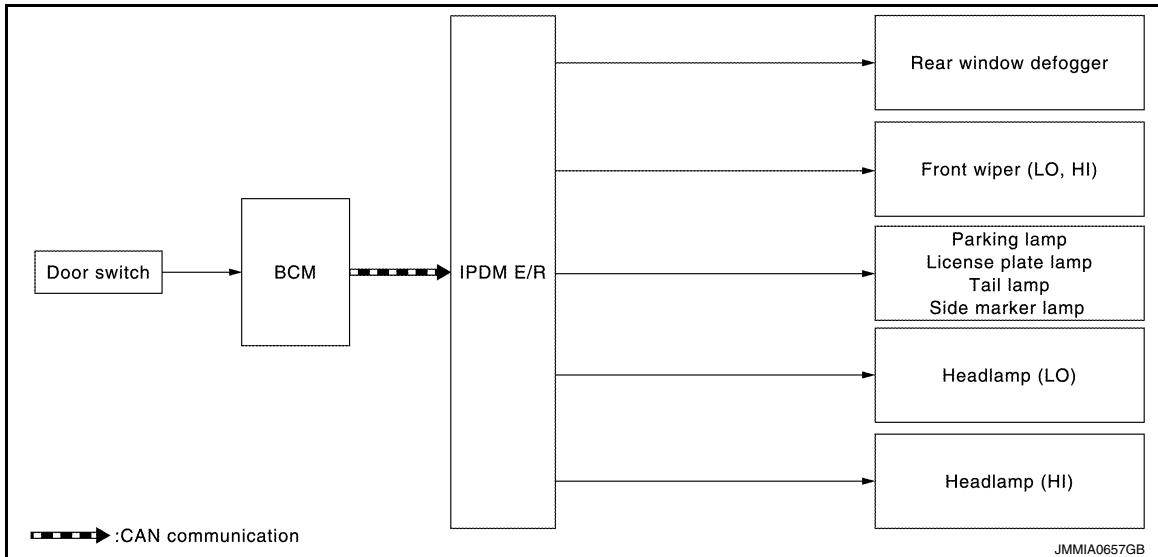 Door switch
BCM
IPDM E/R
Rear window defogger
Front wiper (LO, HI)
Parking lamp
License plate lamp
Tail lamp
Side marker lamp
Headlamp (LO)
Headlamp (HI)
:CAN communication
JMMIA0657GB